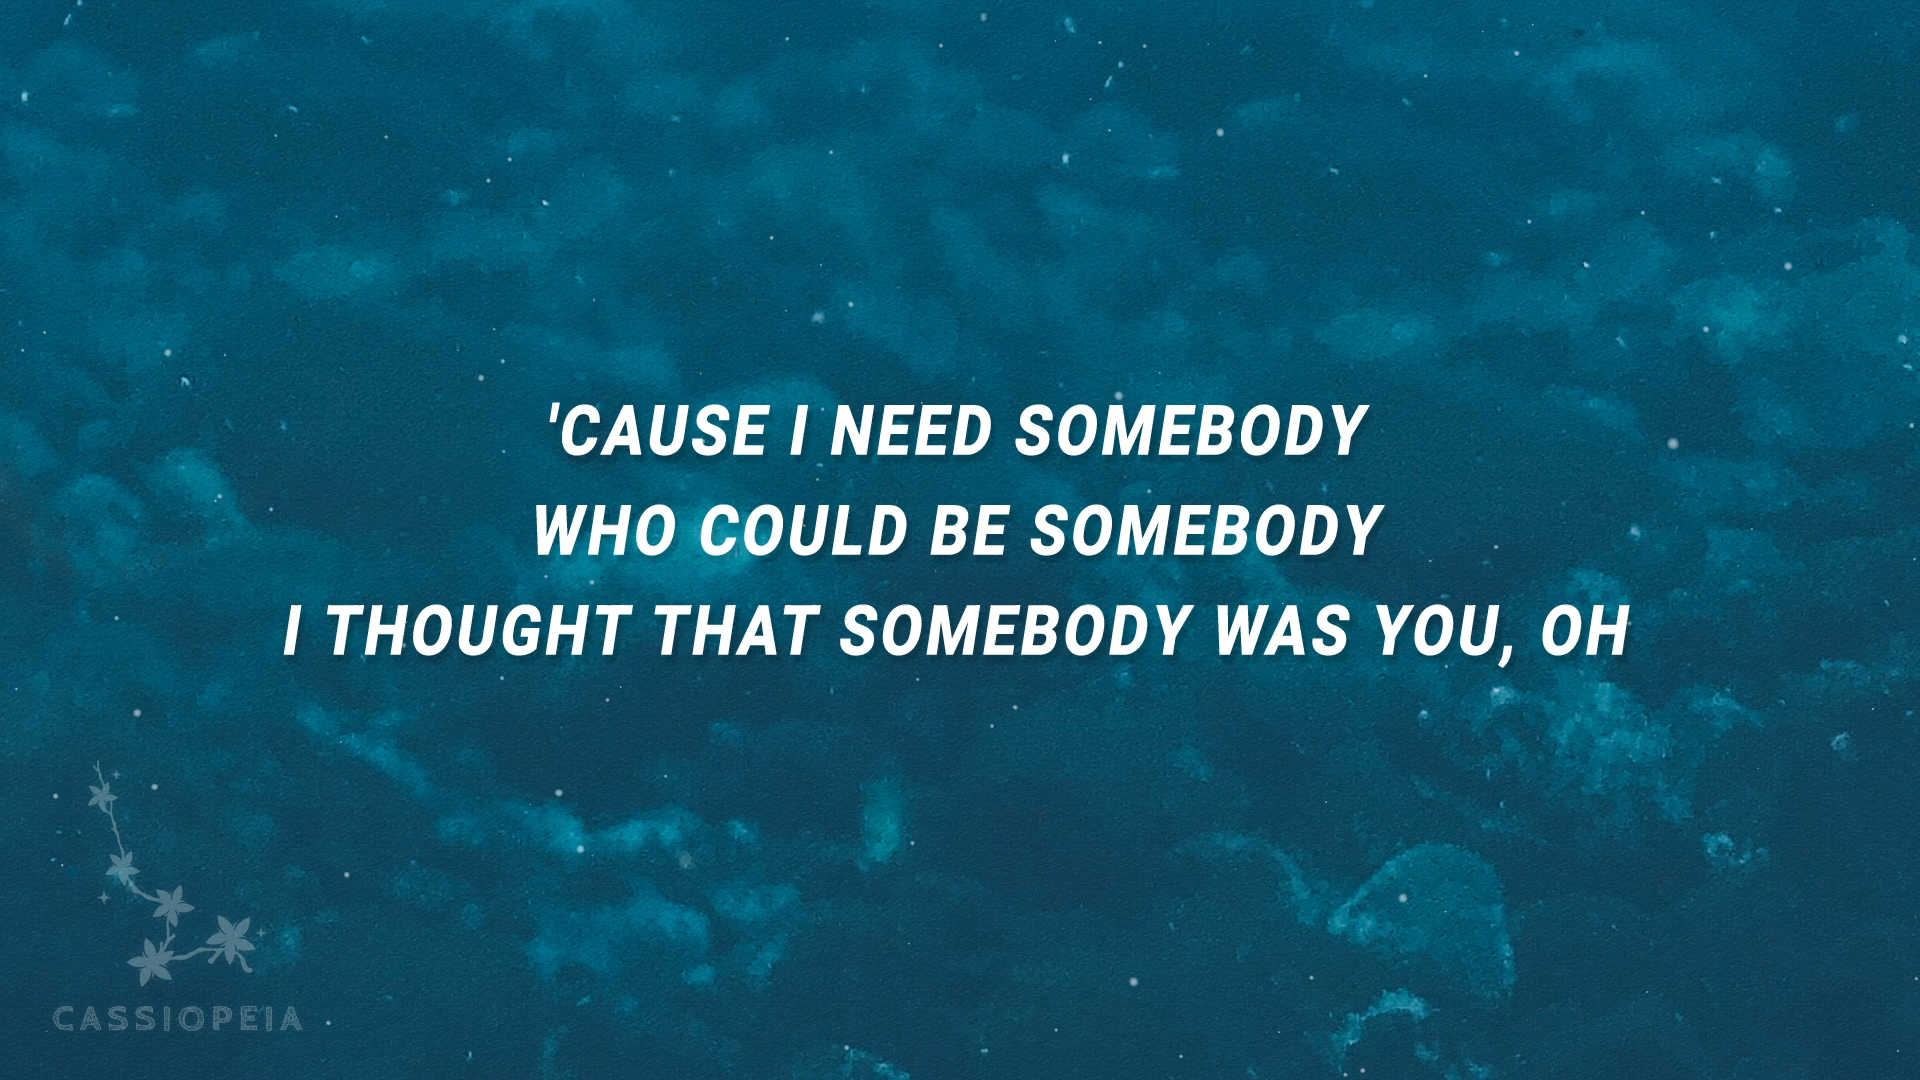 'CAUSE I NEED SOMEBODY
WHO COULD BE SOMEBODY
I THOUGHT THAT SOMEBODY WAS YOU, OH
CASSIOPEIA